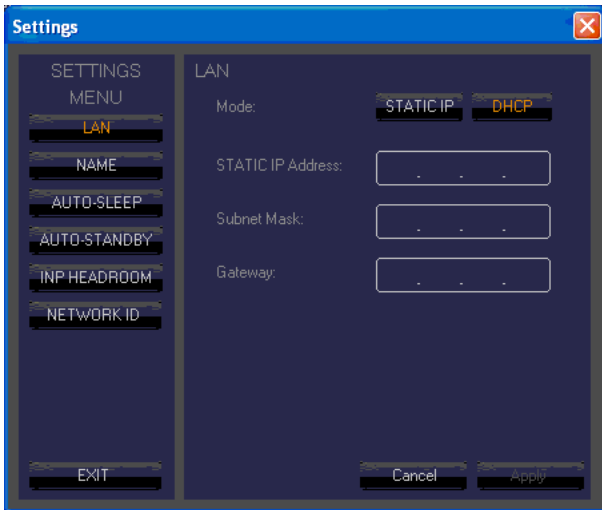 Settings
SETTINGS
MENU
LAN
NAME
AUTO-SLEEP
AUTO-STANDBY
INP HEADROOM
NETWORK ID
EXIT
LAN
Mode: STATIC IP DHCP
STATIC IP Address: . . .
Subnet Mask: . . .
Gateway: . . .
Cancel Apply